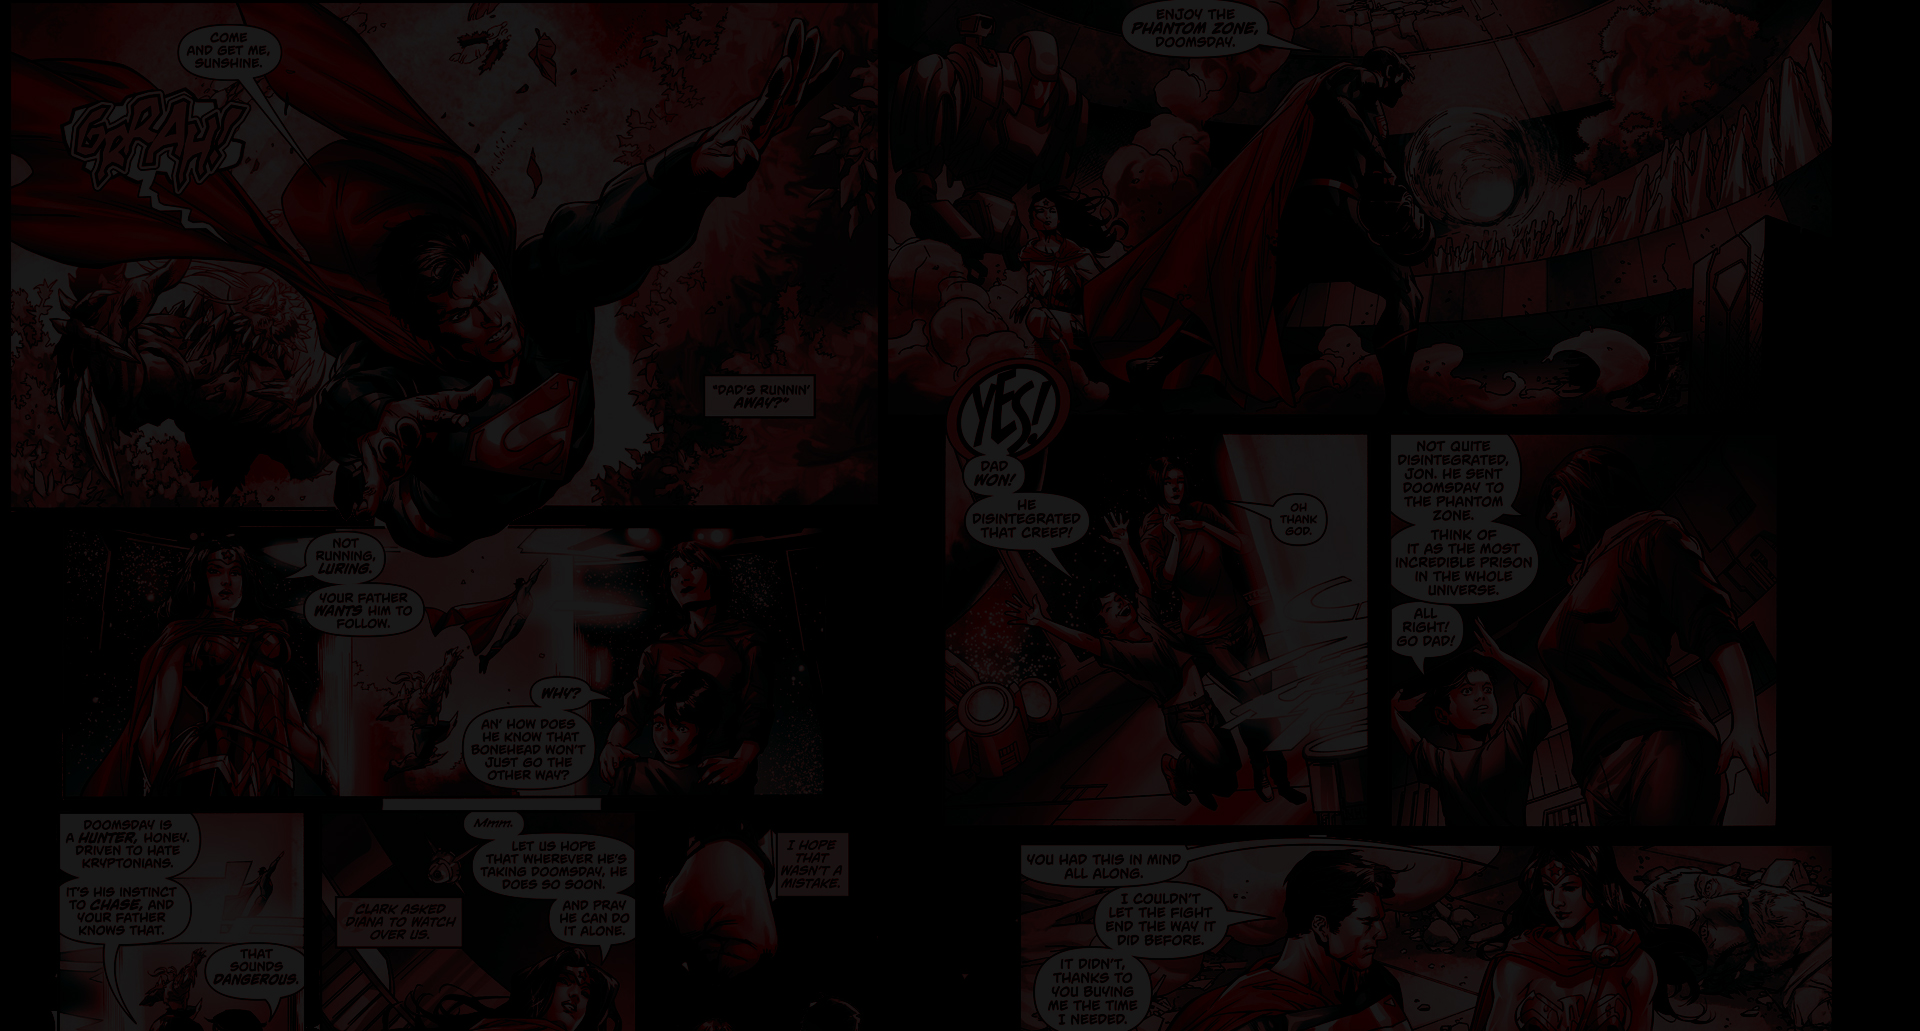 COME
AND GET ME,
SUNSHINE.
GRRAH!
"DAD'S RUNNIN'
AWAY?"
NOT
RUNNING,
LURING.
YOUR FATHER
WANTS HIM TO
FOLLOW.
WHY?
AN' HOW DOES
HE KNOW THAT
BONEHEAD WON'T
JUST GO THE
OTHER WAY?
DOOMSDAY IS
A HUNTER, HONEY.
DRIVEN TO HATE
KRYPTONIANS.
IT'S HIS INSTINCT
TO CHASE, AND
YOUR FATHER
KNOWS THAT.
THAT
SOUNDS
DANGEROUS.
Mmm.
LET US HOPE
THAT WHEREVER HE'S
TAKING DOOMSDAY, HE
DOES SO SOON.
AND PRAY
HE CAN DO
IT ALONE.
CLARK ASKED
DIANA TO WATCH
OVER US.
I HOPE
THAT
WASN'T A
MISTAKE.
ENJOY THE
PHANTOM ZONE,
DOOMSDAY.
YES!
DAD
WON!
HE
DISINTEGRATED
THAT CREEP!
OH
THANK
GOD.
NOT QUITE
DISINTEGRATED,
JON. HE SENT
DOOMSDAY TO
THE PHANTOM
ZONE.
THINK OF
IT AS THE MOST
INCREDIBLE PRISON
IN THE WHOLE
UNIVERSE.
ALL
RIGHT!
GO DAD!
YOU HAD THIS IN MIND
ALL ALONG.
I COULDN'T
LET THE FIGHT
END THE WAY IT
DID BEFORE.
IT DIDN'T,
THANKS TO
YOU BUYING
ME THE TIME
I NEEDED.